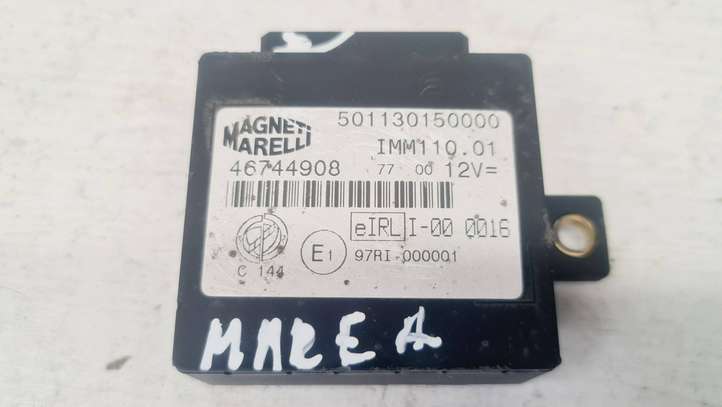 MAGNETI
MARELLI
501130150000
IMM110.01
46744908 77 00 12V=
eIRL I-00 0016
E1 97RI-000001
C 144
MAREA